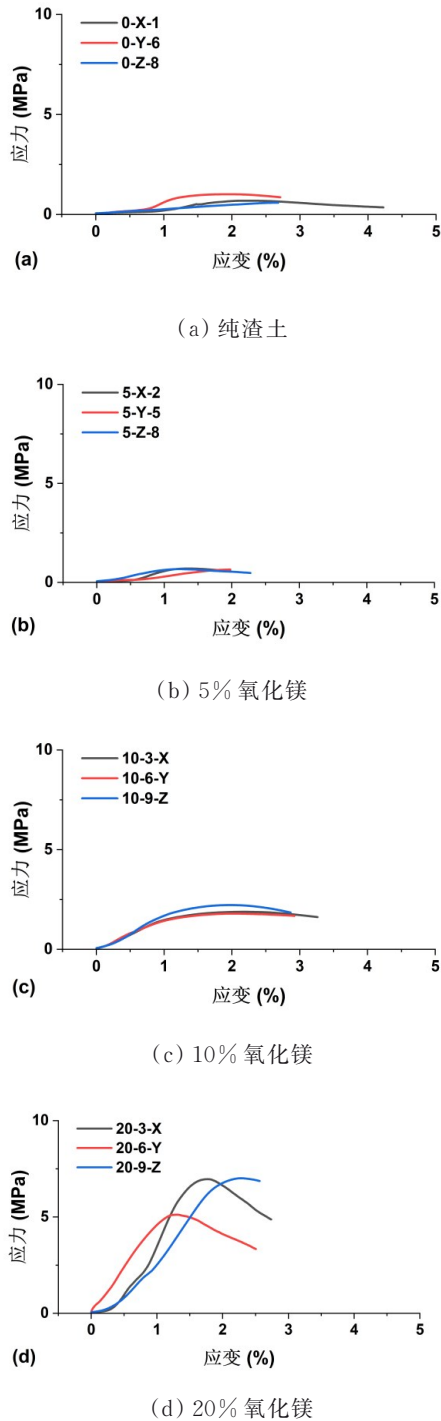 0-X-1
0-Y-6
0-Z-8
10
5
0
应力 (MPa)
0 1 2 3 4 5
(a) 应变 (%)
(a) 纯渣土
5-X-2
5-Y-5
5-Z-8
10
5
0
应力 (MPa)
0 1 2 3 4 5
(b) 应变 (%)
(b) 5% 氧化镁
10-3-X
10-6-Y
10-9-Z
10
5
0
应力 (MPa)
0 1 2 3 4 5
(c) 应变 (%)
(c) 10% 氧化镁
20-3-X
20-6-Y
20-9-Z
10
5
0
应力 (MPa)
0 1 2 3 4 5
(d) 应变 (%)
(d) 20% 氧化镁